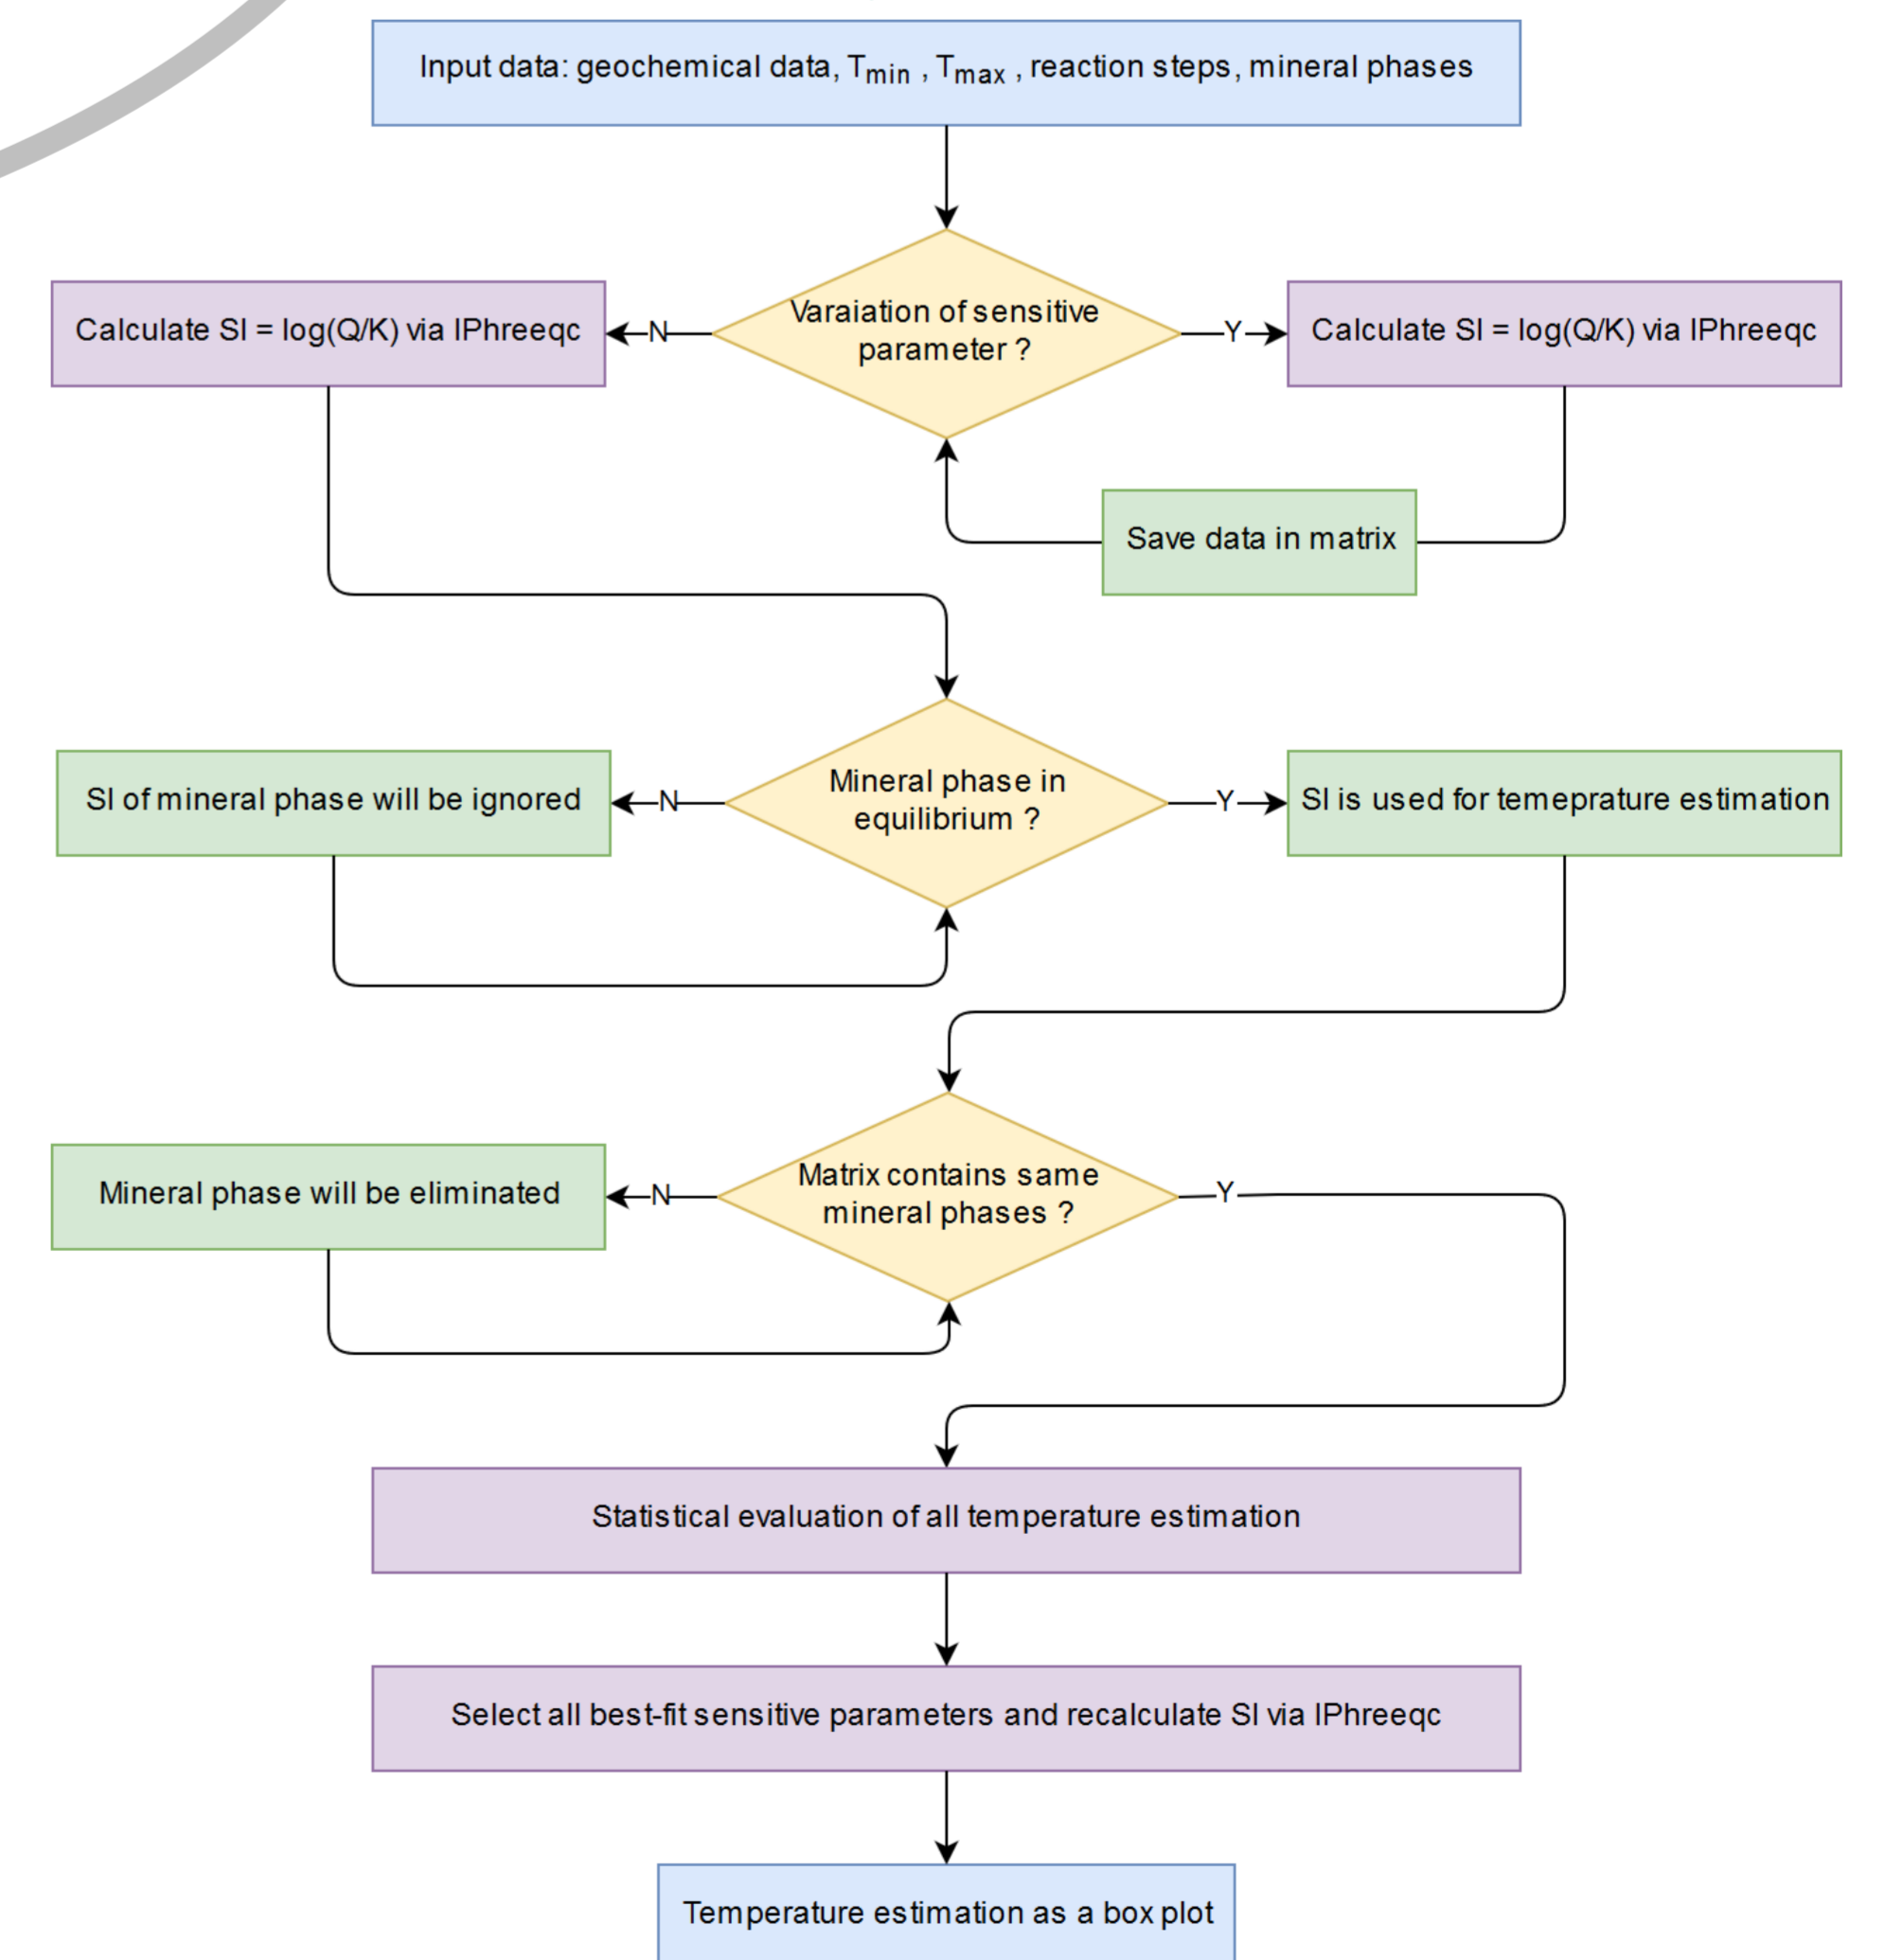 Input data: geochemical data, Tmin , Tmax , reaction steps, mineral phases
Varaiation of sensitive
parameter ?
N
Y
Calculate SI = log(Q/K) via IPhreeqc
Calculate SI = log(Q/K) via IPhreeqc
Save data in matrix
Mineral phase in
equilibrium ?
N
Y
SI of mineral phase will be ignored
SI is used for temeprature estimation
Matrix contains same
mineral phases ?
N
Y
Mineral phase will be eliminated
Statistical evaluation of all temperature estimation
Select all best-fit sensitive parameters and recalculate SI via IPhreeqc
Temperature estimation as a box plot